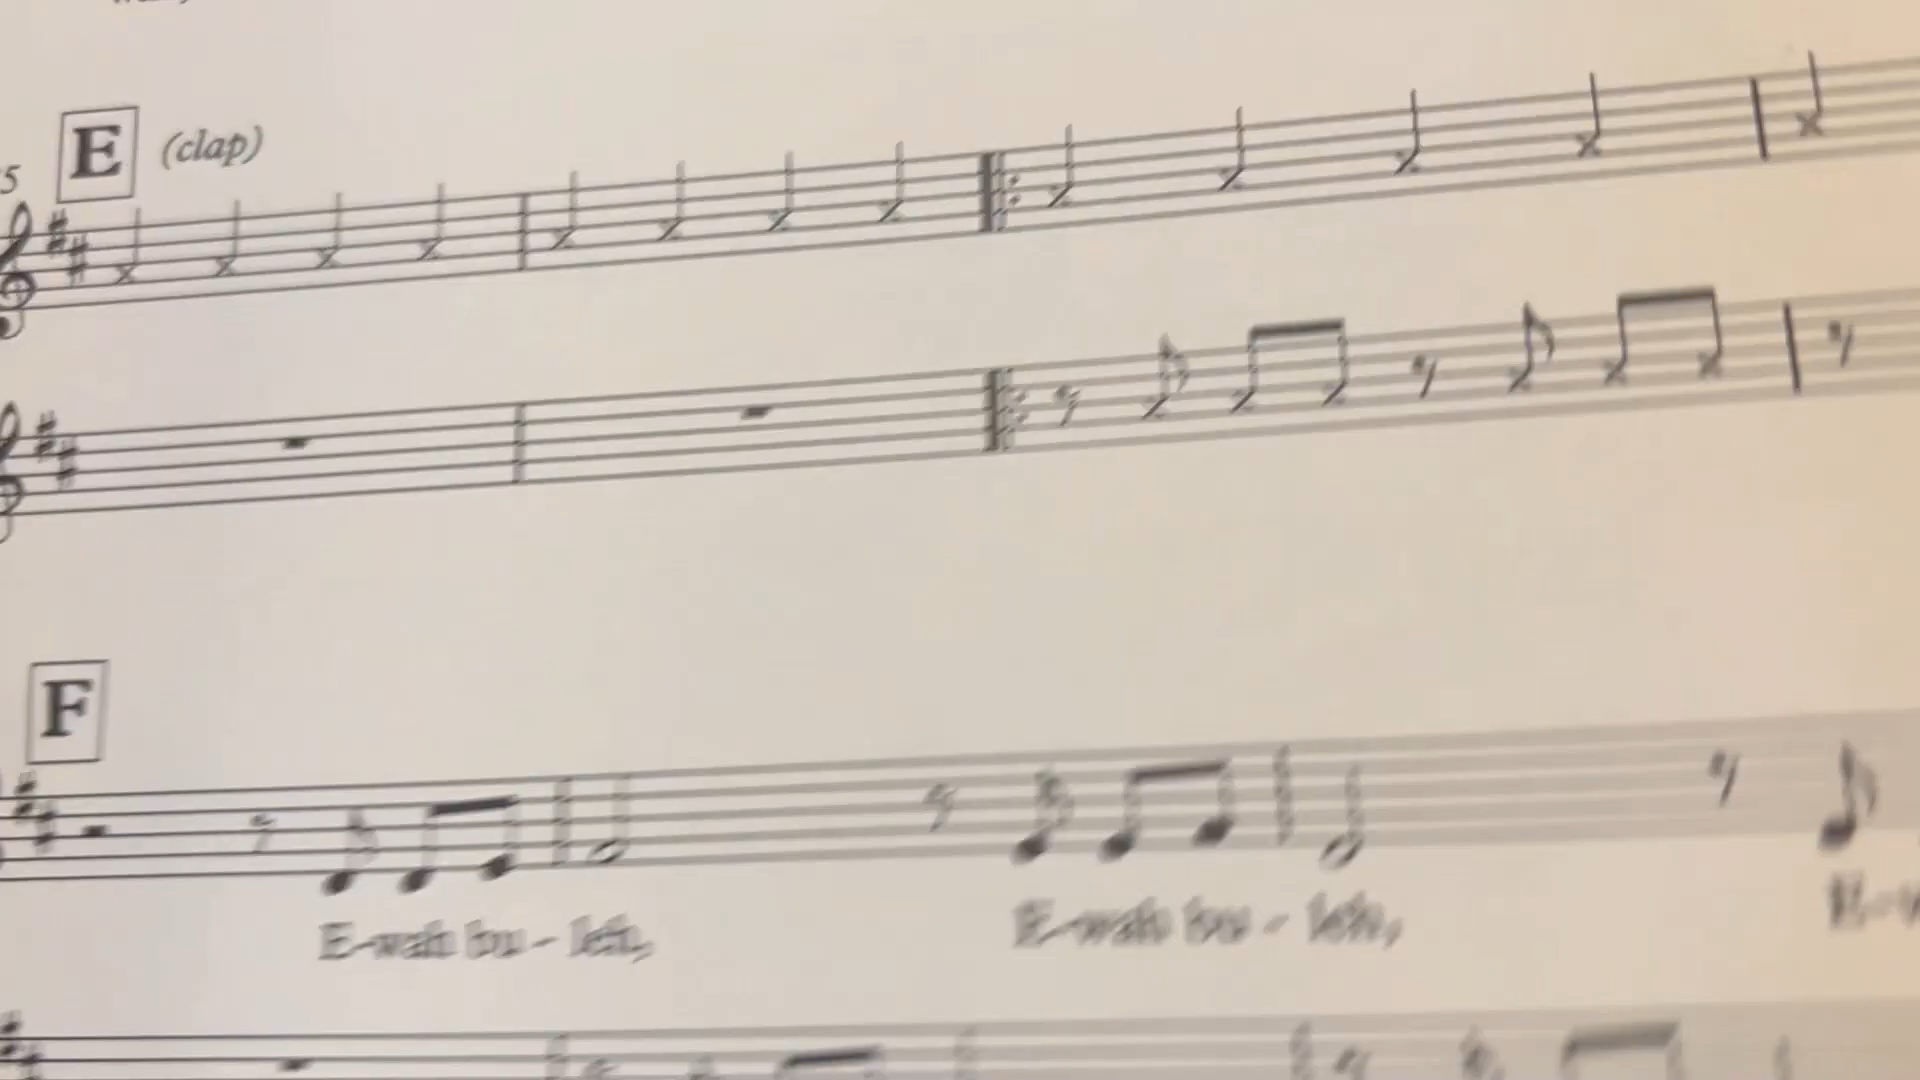 5
E (clap)
F
E-wah bu - leh, E-wah bu - leh,